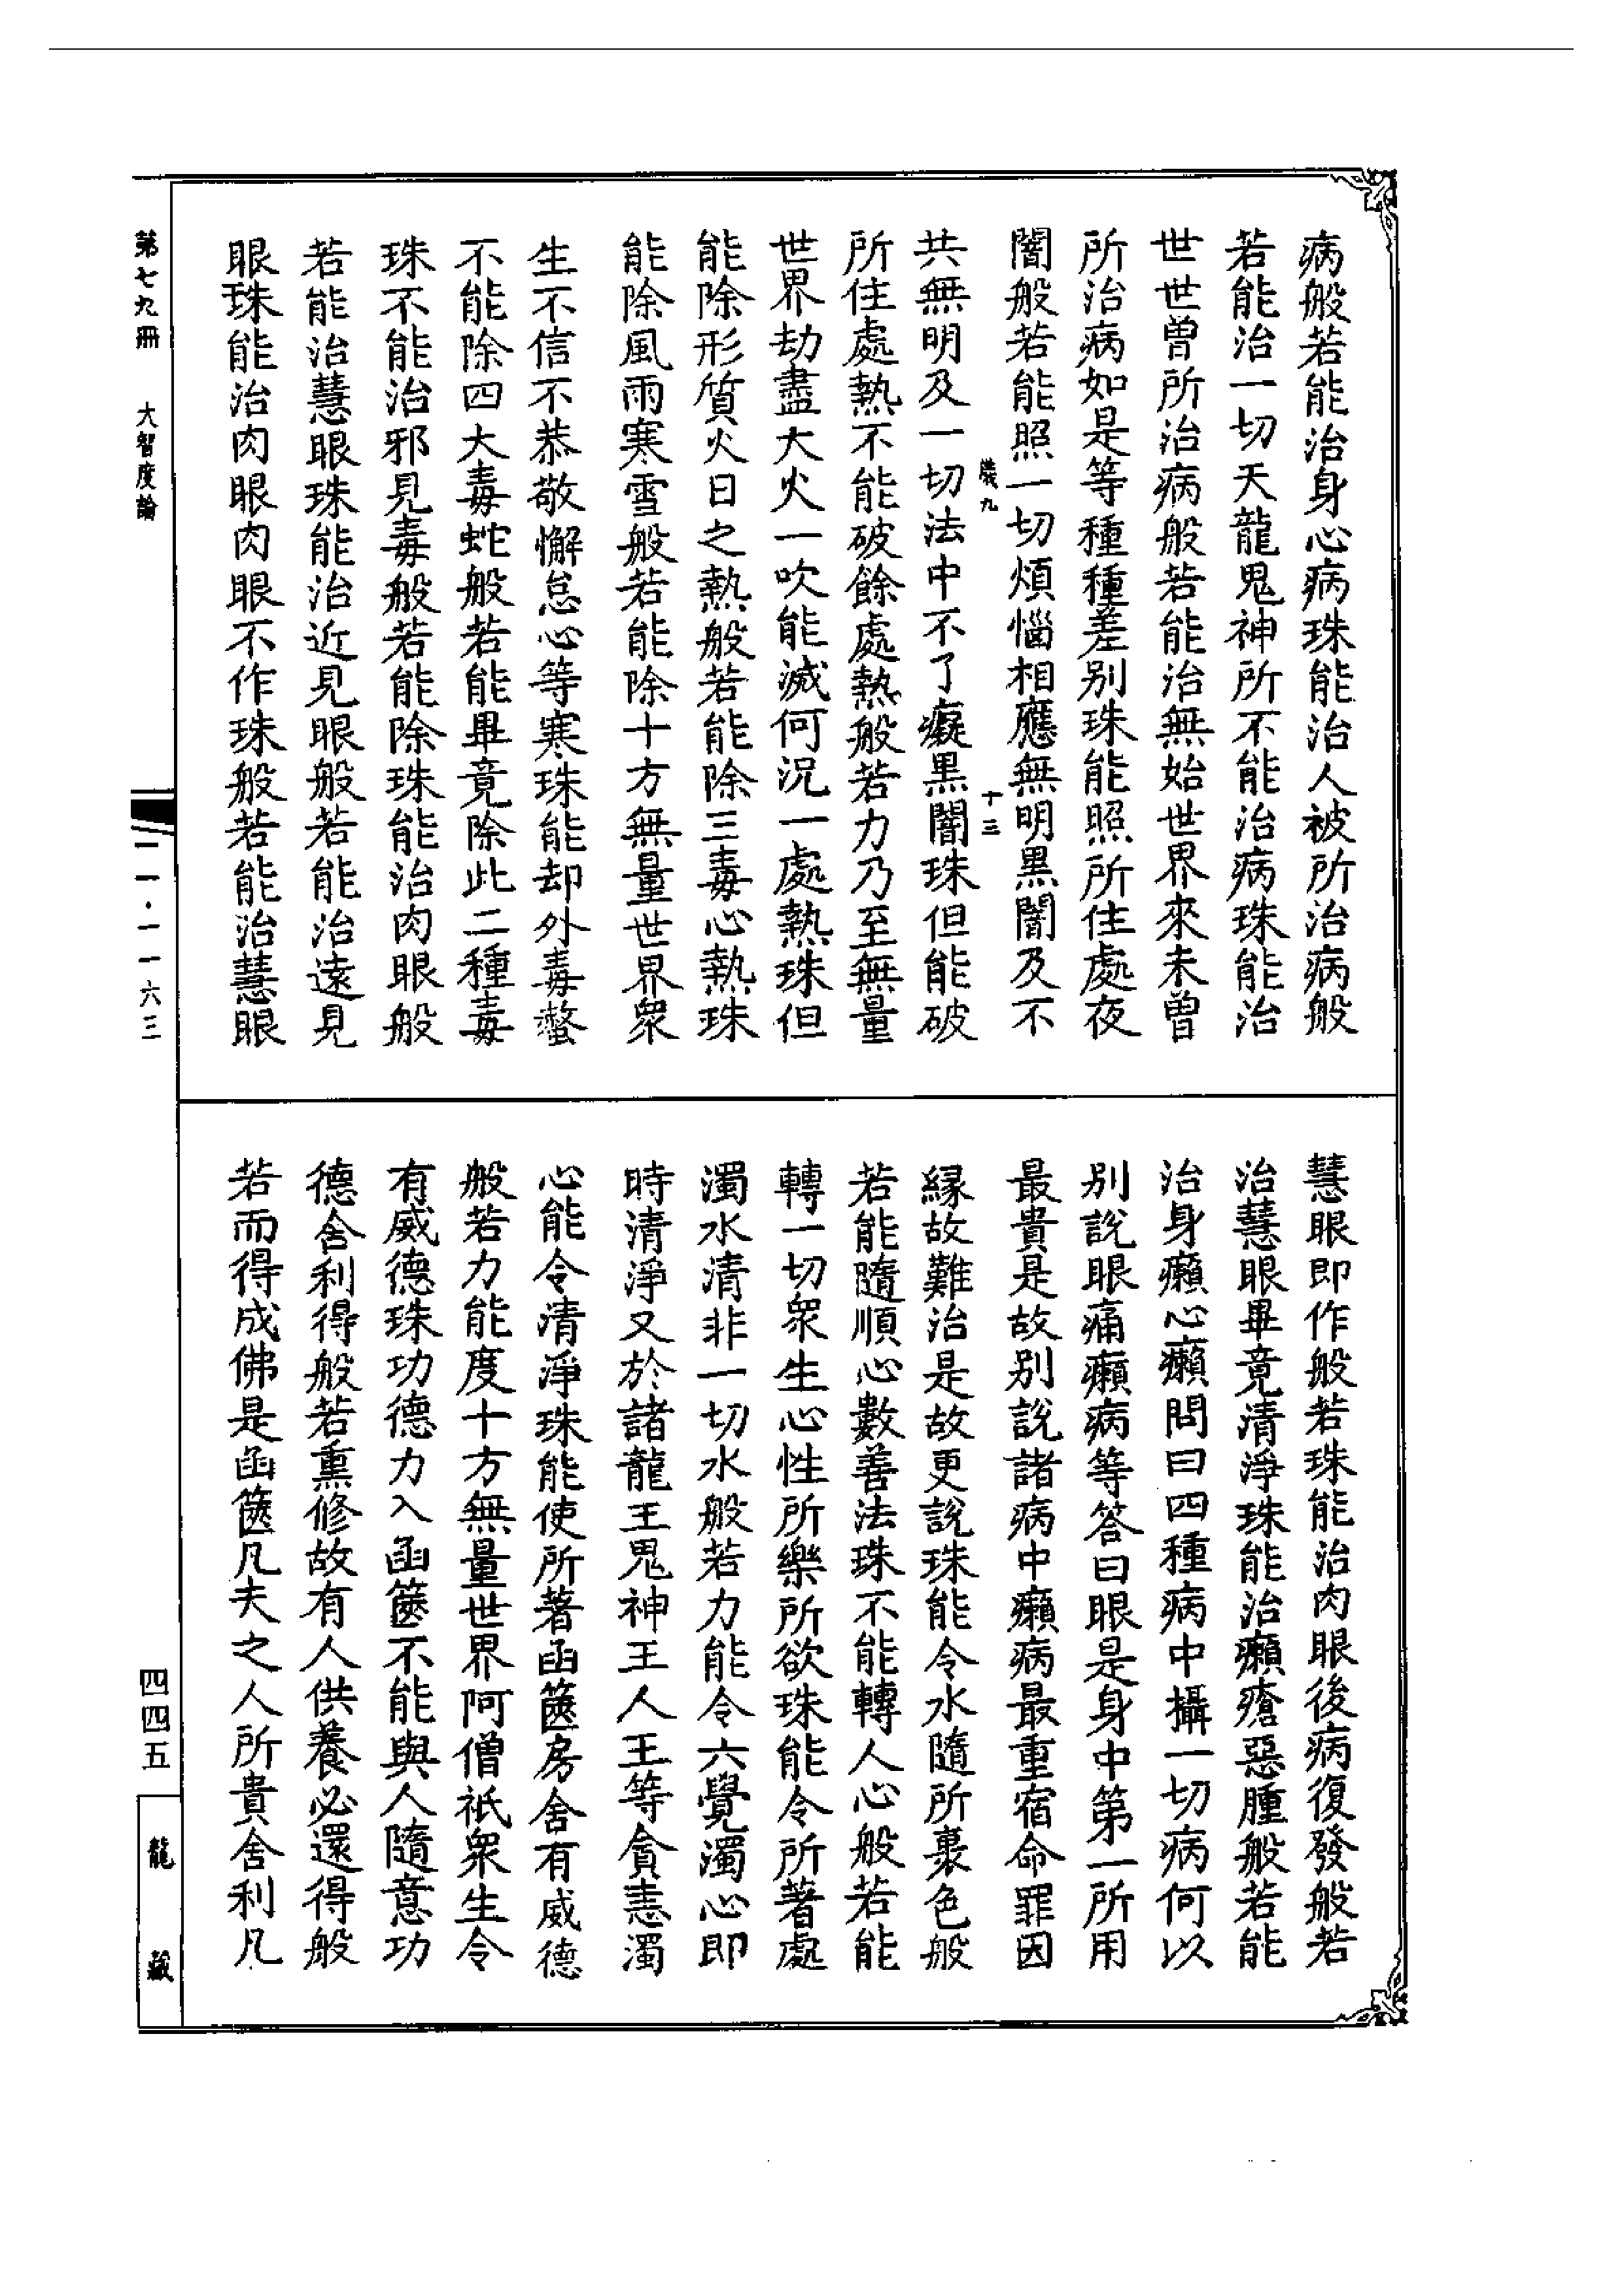 病般若能治身心病珠能治人被所治病般
若能治一切天龍鬼神所不能治病珠能治
世世曾所治病般若能治無始世界來未曾
所治病如是等種種差別珠能照所住處夜
闇般若能照一切煩惱相應無明黑闇及不
十三
共無明及一切法中不了癡黑闇珠但能破
所住處熱不能破餘處熱般若力乃至無量
世界劫盡大火一吹能滅何況一處熱珠但
能除形質火日之熱般若能除三毒心熱珠
能除風雨寒雪般若能除十方無量世界眾
生不信不恭敬懈怠心等寒珠能却外毒螫
不能除四大毒蛇般若能畢竟除此二種毒
珠不能治邪見毒般若能除珠能治肉眼般
若能治慧眼珠能治近見眼般若能治遠見
眼珠能治肉眼肉眼不作珠般若能治慧眼
慧眼即作般若珠能治肉眼後病復發般若
治慧眼畢竟清淨珠能治癩瘡惡腫般若能
治身癩心癩問曰四種病中攝一切病何以
別說眼痛癩病等答曰眼是身中第一所用
最貴是故別說諸病中癩病最重宿命罪因
緣故難治是故更說珠能令水隨所裹色般
若能隨順心數善法珠不能轉人心般若能
轉一切眾生心性所樂所欲珠能令所著處
濁水清非一切水般若力能令六覺濁心即
時清淨又於諸龍王鬼神王人王等貪恚濁
心能令清淨珠能使所著函篋房舍有威德
般若力能度十方無量世界阿僧祇眾生令
有威德珠功德力入函篋不能與人隨意功
德舍利得般若熏修故有人供養必還得般
若而得成佛是函篋凡夫之人所貴舍利凡
第七九冊
大智度論
一一·一一六三
四四五
龍藏